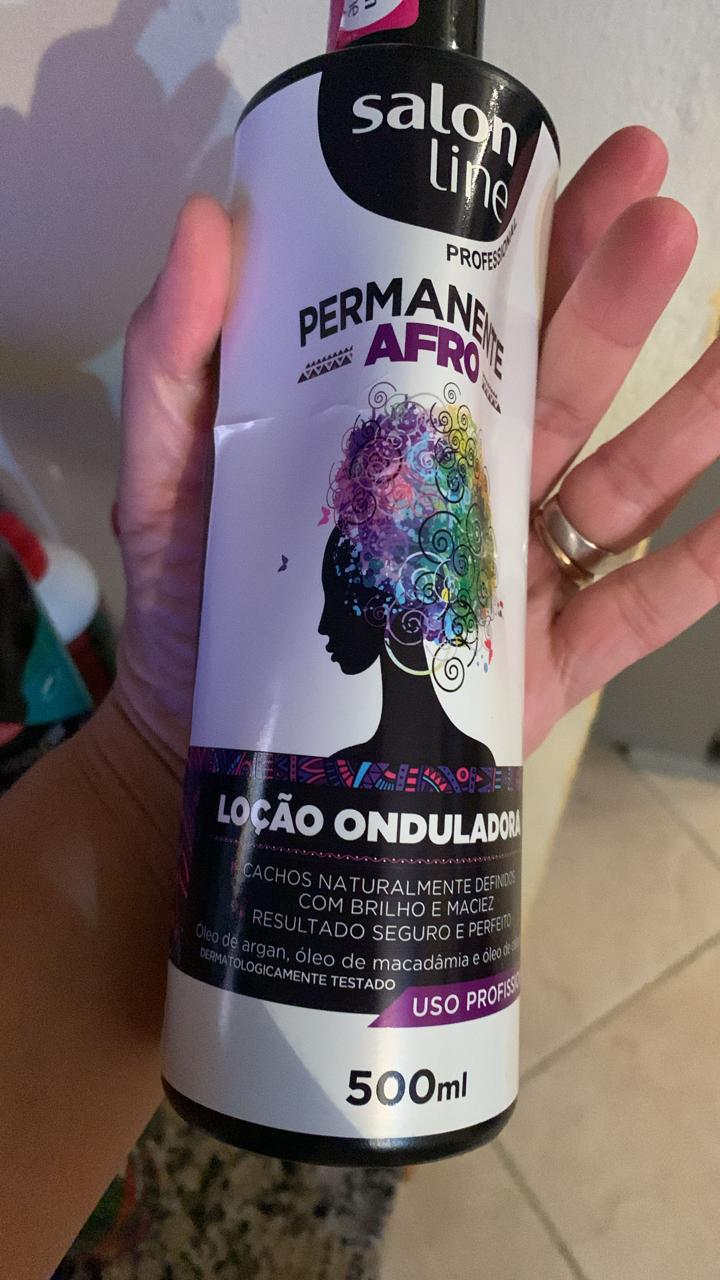 salon
line
PROFESSIONAL
PERMANENTE
AFRO
LOÇÃO ONDULADORA
CACHOS NATURALMENTE DEFINIDOS
COM BRILHO E MACIEZ
RESULTADO SEGURO E PERFEITO
Óleo de argan, óleo de macadâmia e óleo de
DERMATOLOGICAMENTE TESTADO
USO
500ml